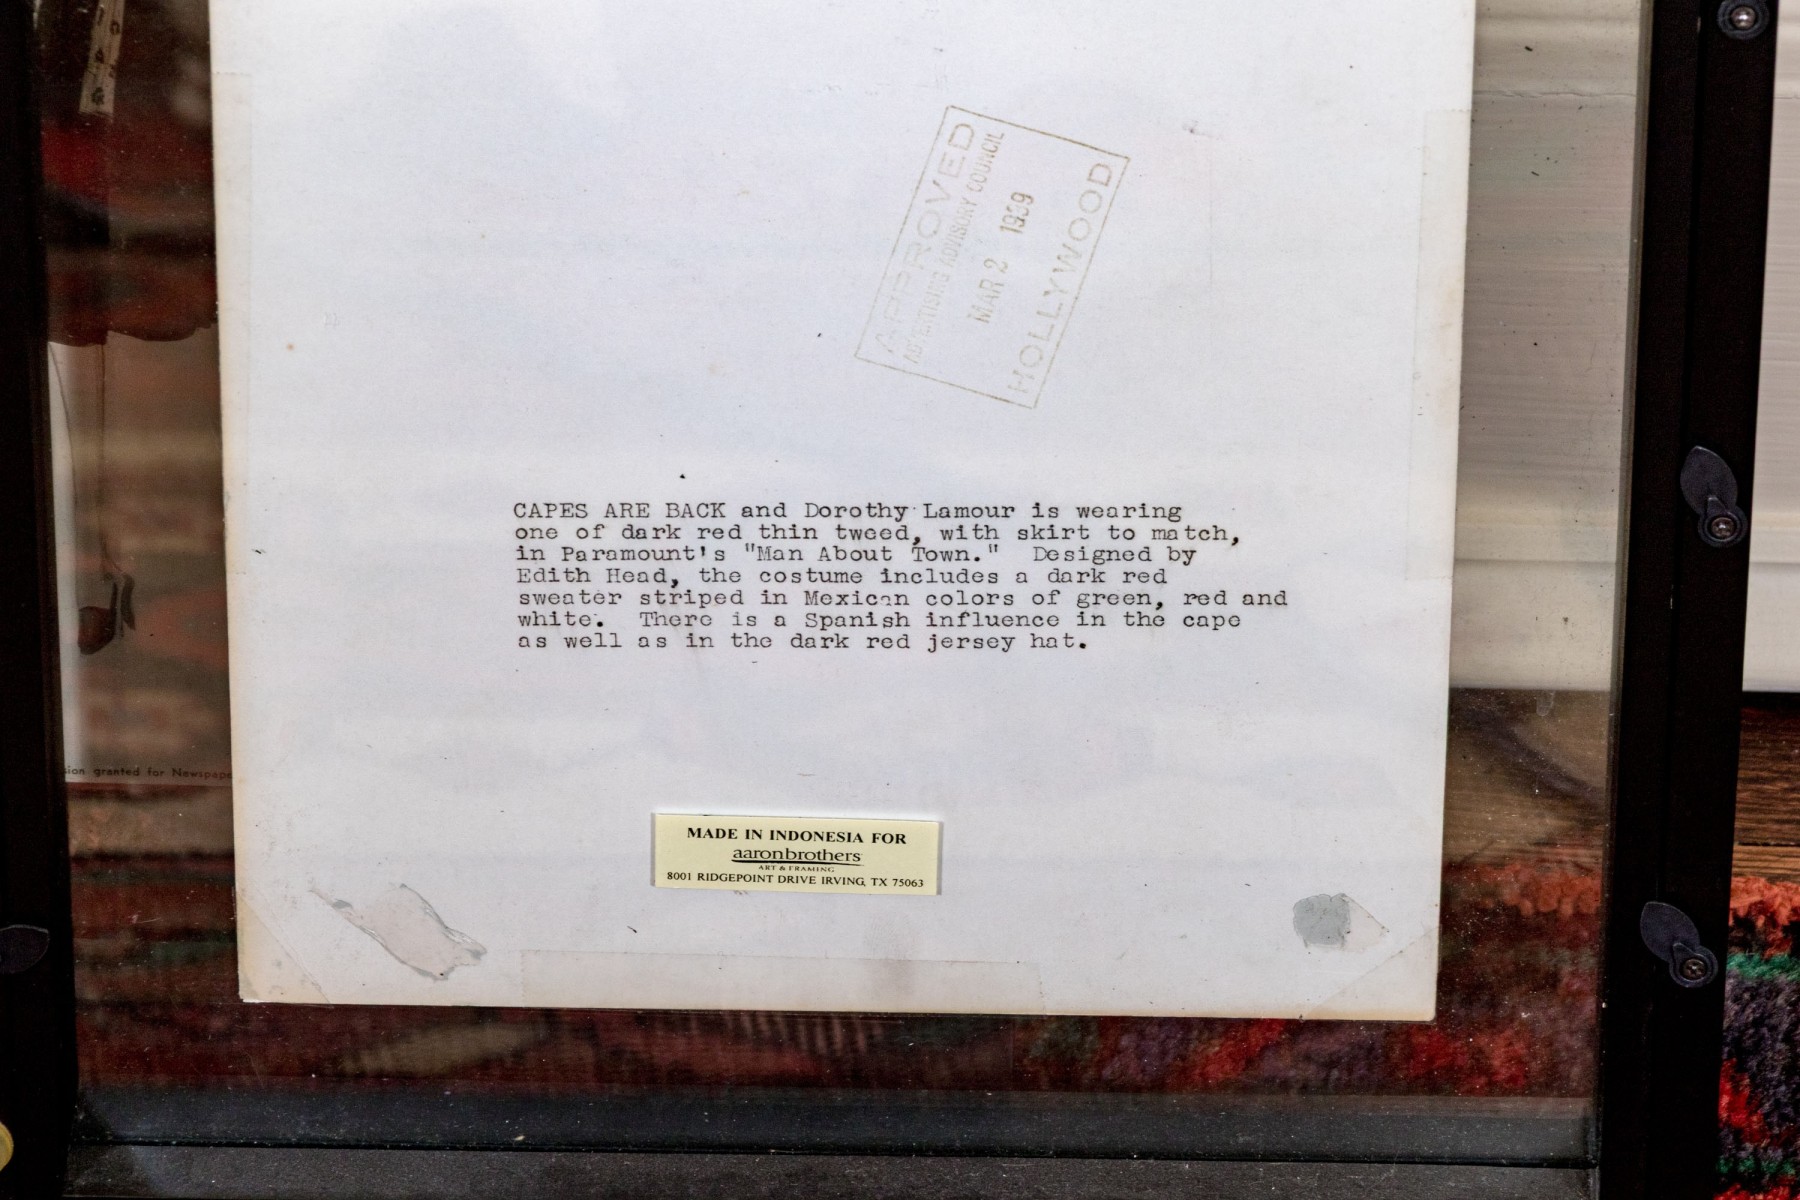 APPROVED
ADVERTISING ADVISORY COUNCIL
MAR 2 1939
HOLLYWOOD
CAPES ARE BACK and Dorothy Lamour is wearing
one of dark red thin tweed, with skirt to match,
in Paramount's "Man About Town." Designed by
Edith Head, the costume includes a dark red
sweater striped in Mexican colors of green, red and
white. There is a Spanish influence in the cape
as well as in the dark red jersey hat.
sion granted for Newspape
MADE IN INDONESIA FOR
aaronbrothers
ART & FRAMING
8001 RIDGEPOINT DRIVE IRVING, TX 75063